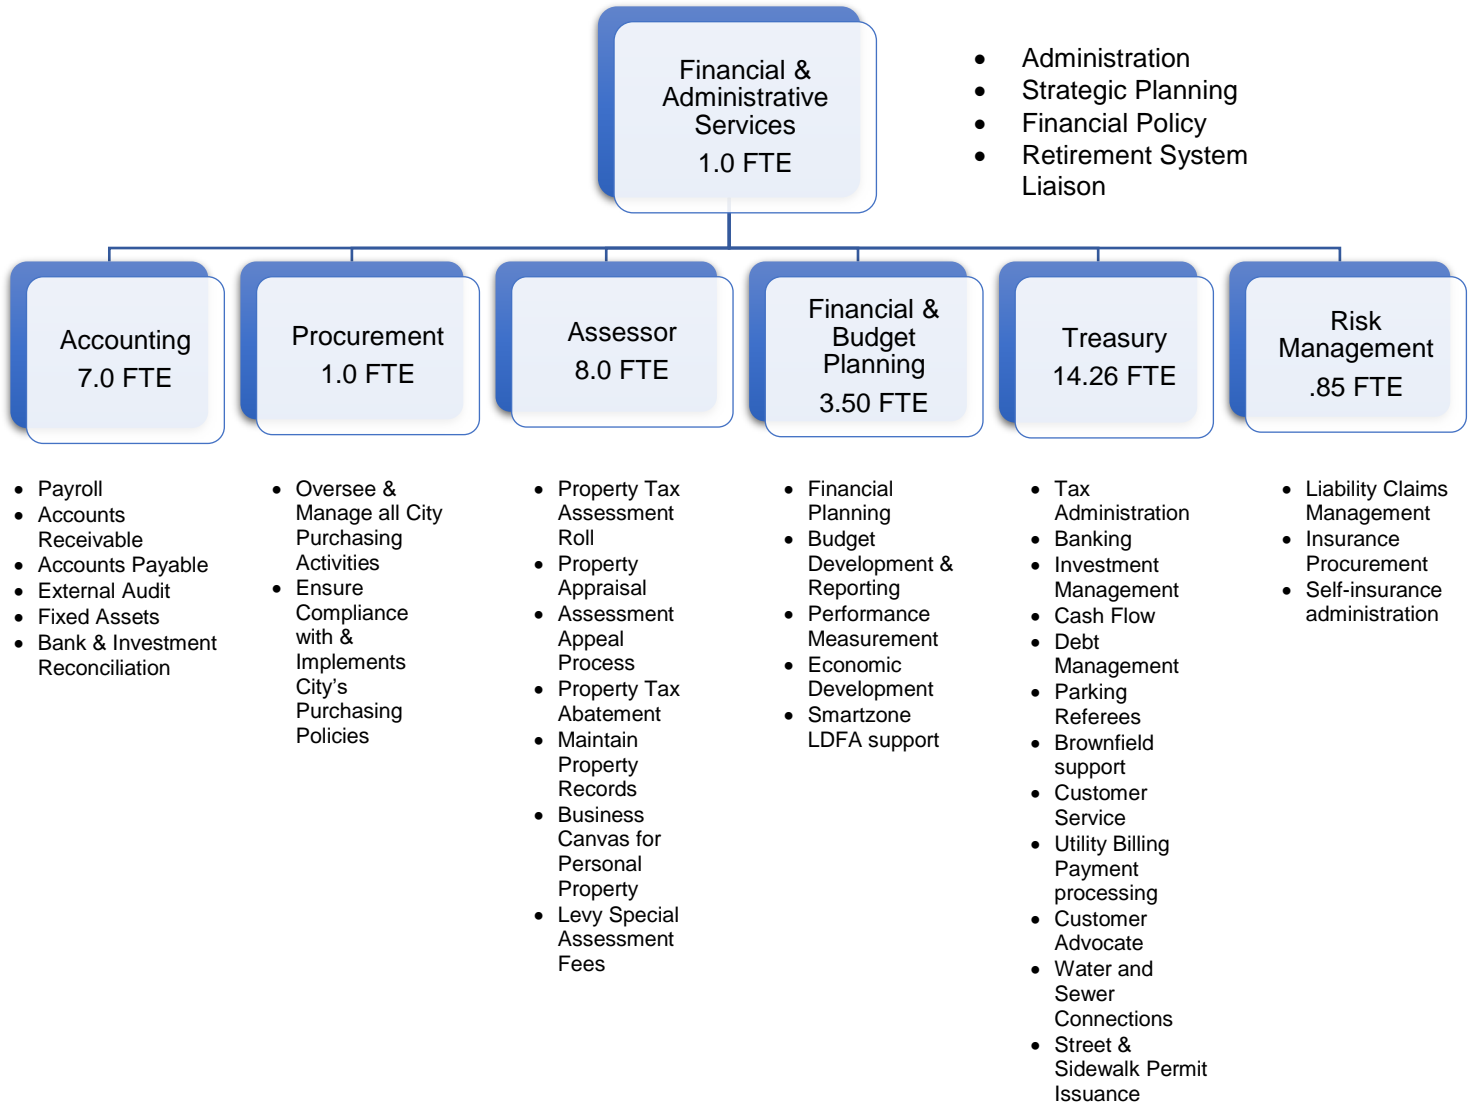 Financial &
Administrative
Services
1.0 FTE
• Administration
• Strategic Planning
• Financial Policy
• Retirement System
Liaison
Accounting
7.0 FTE
Procurement
1.0 FTE
Assessor
8.0 FTE
Financial &
Budget
Planning
3.50 FTE
Treasury
14.26 FTE
Risk
Management
.85 FTE
• Payroll
• Accounts
Receivable
• Accounts Payable
• External Audit
• Fixed Assets
• Bank & Investment
Reconciliation
• Oversee &
Manage all City
Purchasing
Activities
• Ensure
Compliance
with &
Implements
City’s
Purchasing
Policies
• Property Tax
Assessment
Roll
• Property
Appraisal
• Assessment
Appeal
Process
• Property Tax
Abatement
• Maintain
Property
Records
• Business
Canvas for
Personal
Property
• Levy Special
Assessment
Fees
• Financial
Planning
• Budget
Development &
Reporting
• Performance
Measurement
• Economic
Development
• Smartzone
LDFA support
• Tax
Administration
• Banking
• Investment
Management
• Cash Flow
• Debt
Management
• Parking
Referees
• Brownfield
support
• Customer
Service
• Utility Billing
Payment
processing
• Customer
Advocate
• Water and
Sewer
Connections
• Street &
Sidewalk Permit
Issuance
• Liability Claims
Management
• Insurance
Procurement
• Self-insurance
administration